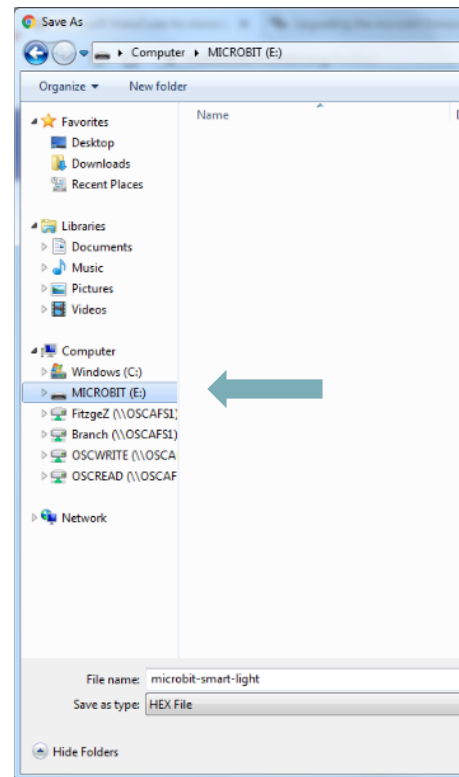 Save As
Computer ▸ MICROBIT (E:)
Organize ▼ New folder
Name
Favorites
Desktop
Downloads
Recent Places
Libraries
Documents
Music
Pictures
Videos
Computer
Windows (C:)
MICROBIT (E:)
FitzgeZ (\\OSCAFS1)
Branch (\\OSCAFS1)
OSCWRITE (\\OSCA
OSCREAD (\\OSCAF
Network
File name: microbit-smart-light
Save as type: HEX File
Hide Folders